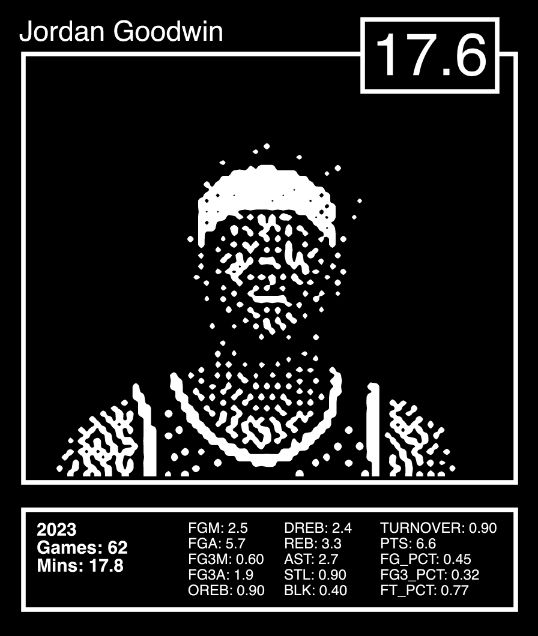 Jordan Goodwin
17.6
2023
Games: 62
Mins: 17.8
FGM: 2.5
FGA: 5.7
FG3M: 0.60
FG3A: 1.9
OREB: 0.90
DREB: 2.4
REB: 3.3
AST: 2.7
STL: 0.90
BLK: 0.40
TURNOVER: 0.90
PTS: 6.6
FG_PCT: 0.45
FG3_PCT: 0.32
FT_PCT: 0.77